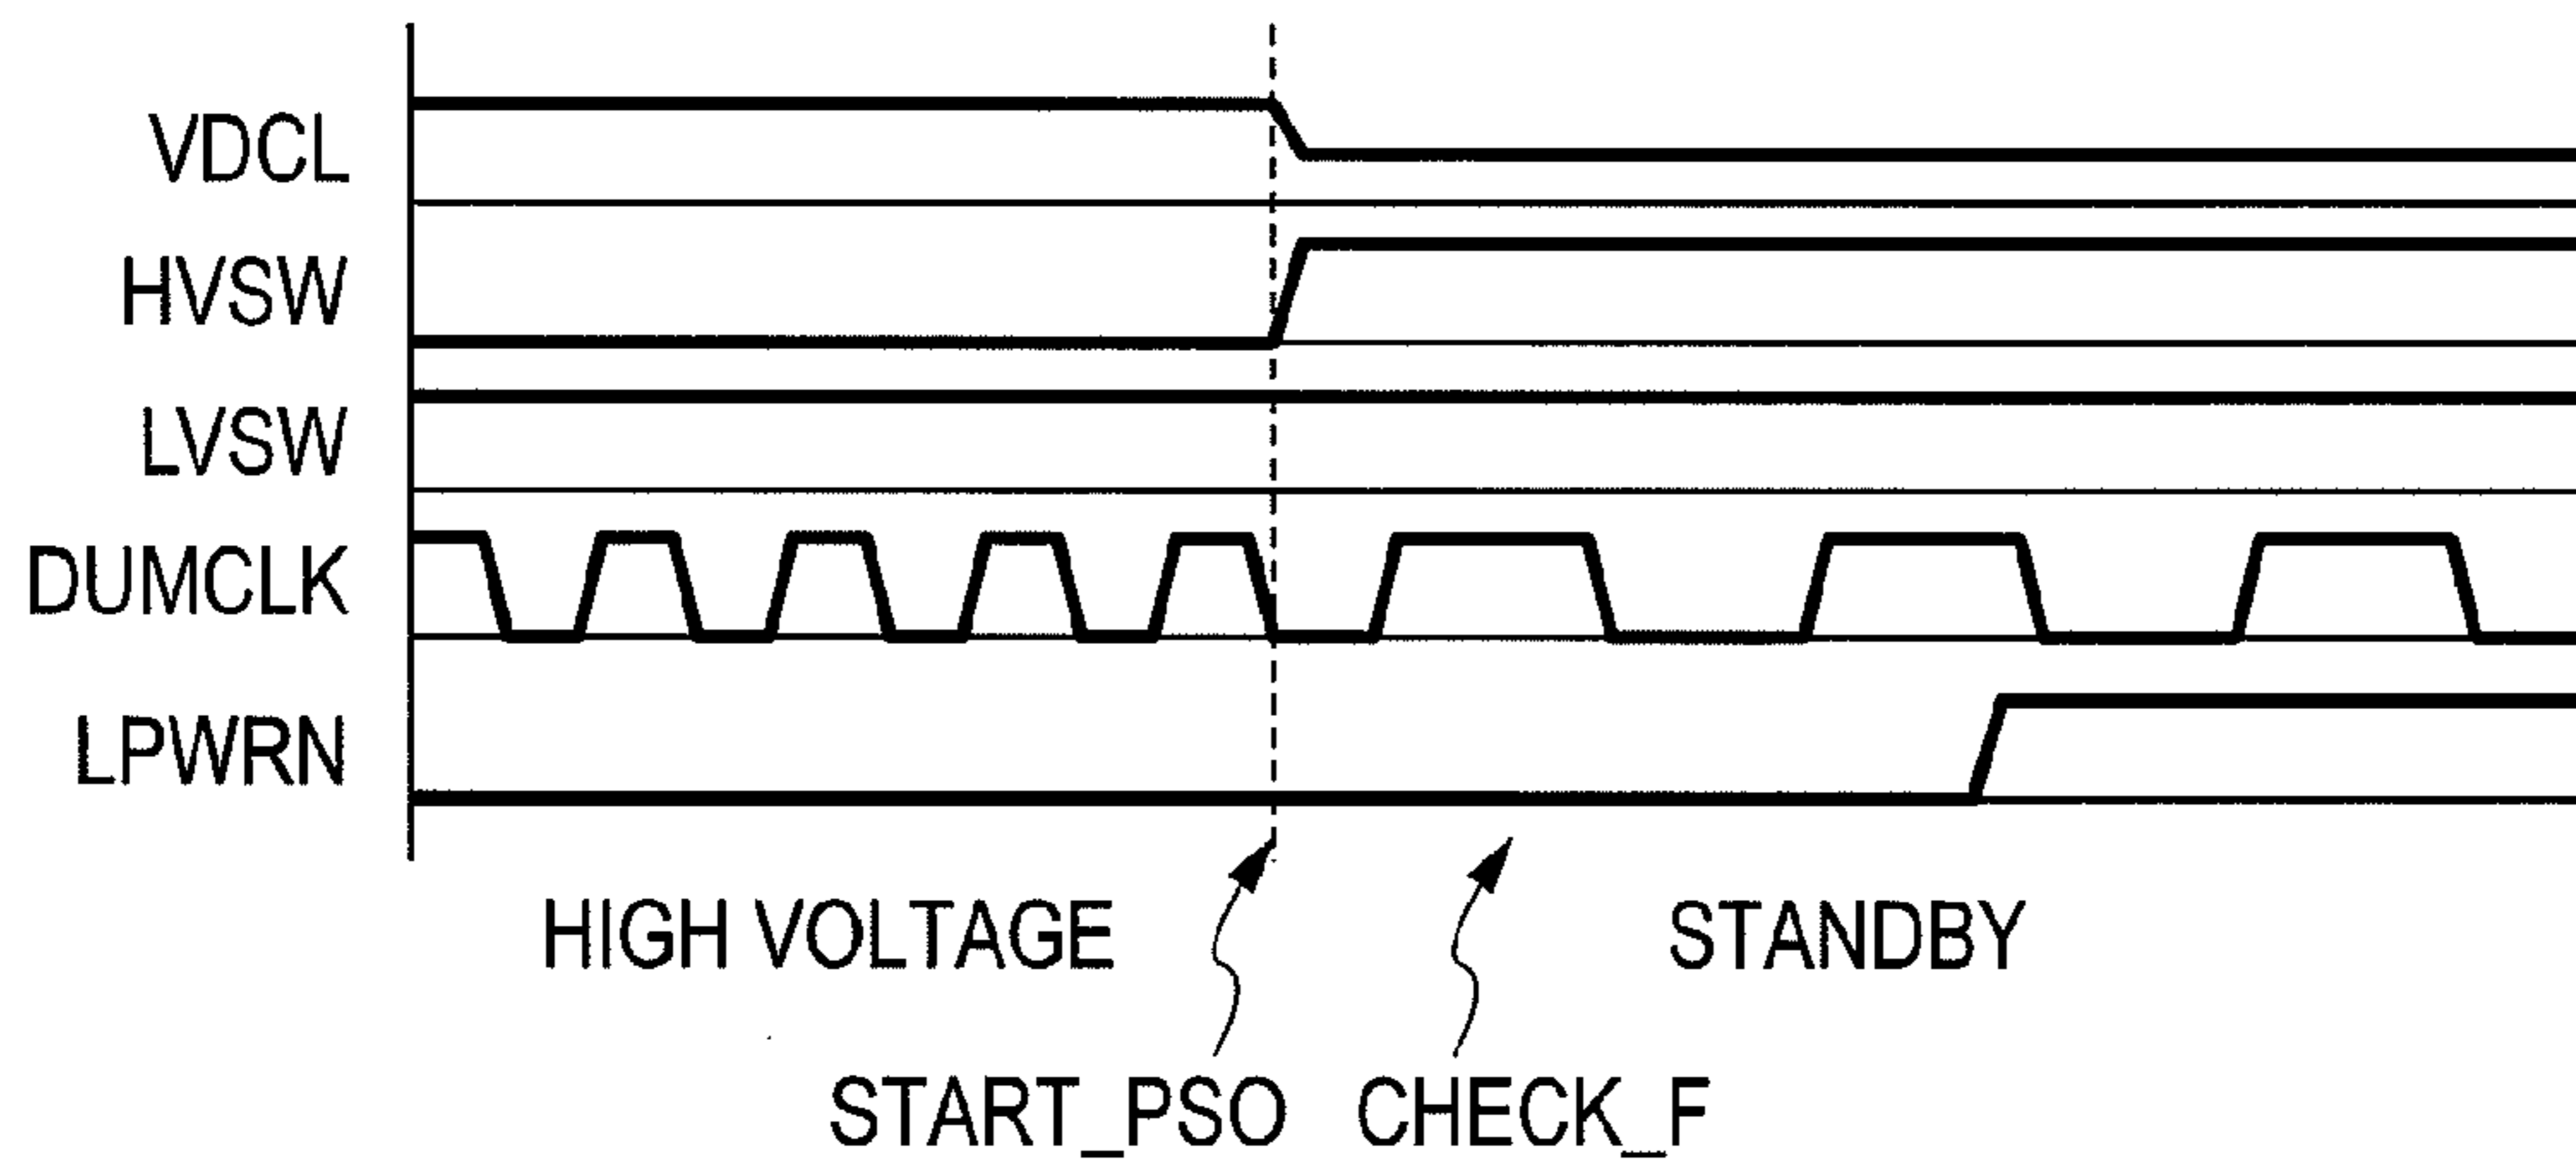 VDCL
HVSW
LVSW
DUMCLK
LPWRN
HIGH VOLTAGE STANDBY
START_PSO CHECK_F